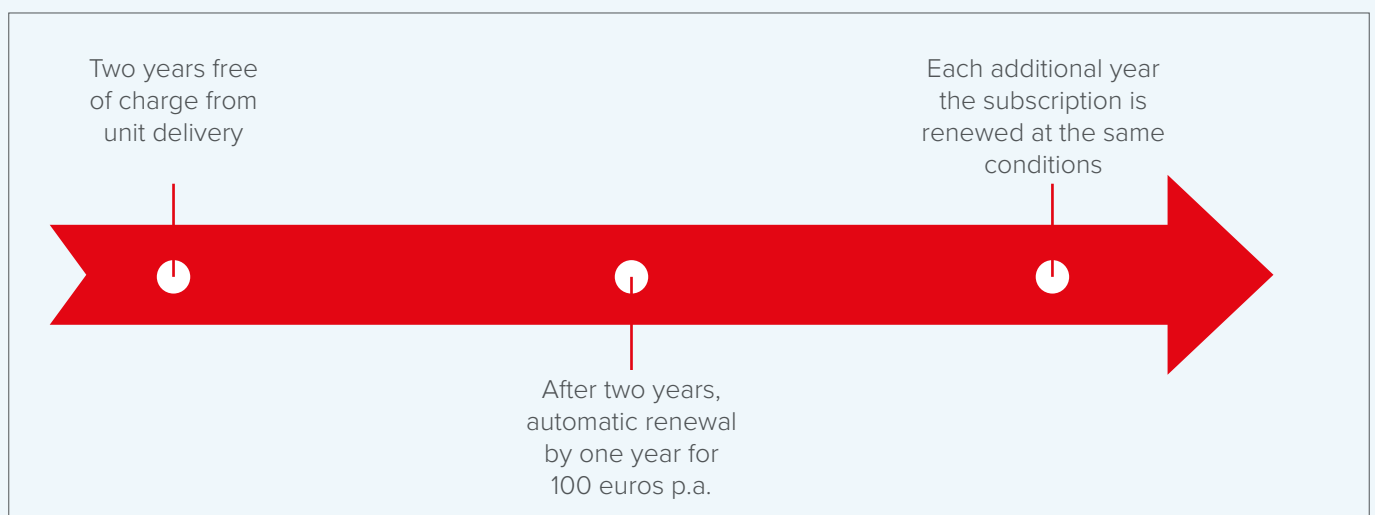 Two years free
of charge from
unit delivery
After two years,
automatic renewal
by one year for
100 euros p.a.
Each additional year
the subscription is
renewed at the same
conditions